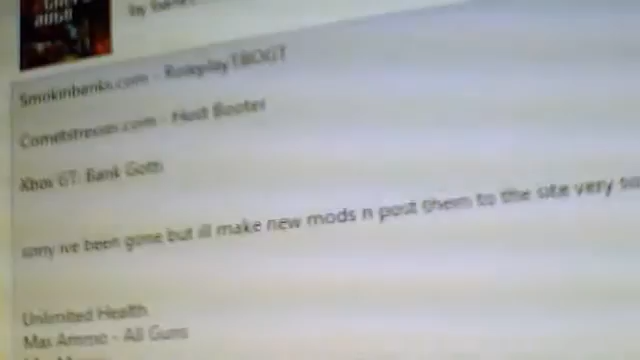 by
Smokinbanks.com - Roleplay
.com - Host Booter
Xbox GT: Bank Gotti
sorry ive been gone but ill make new mods n post them to the site very
Unlimited Health
Max Ammo - All Guns